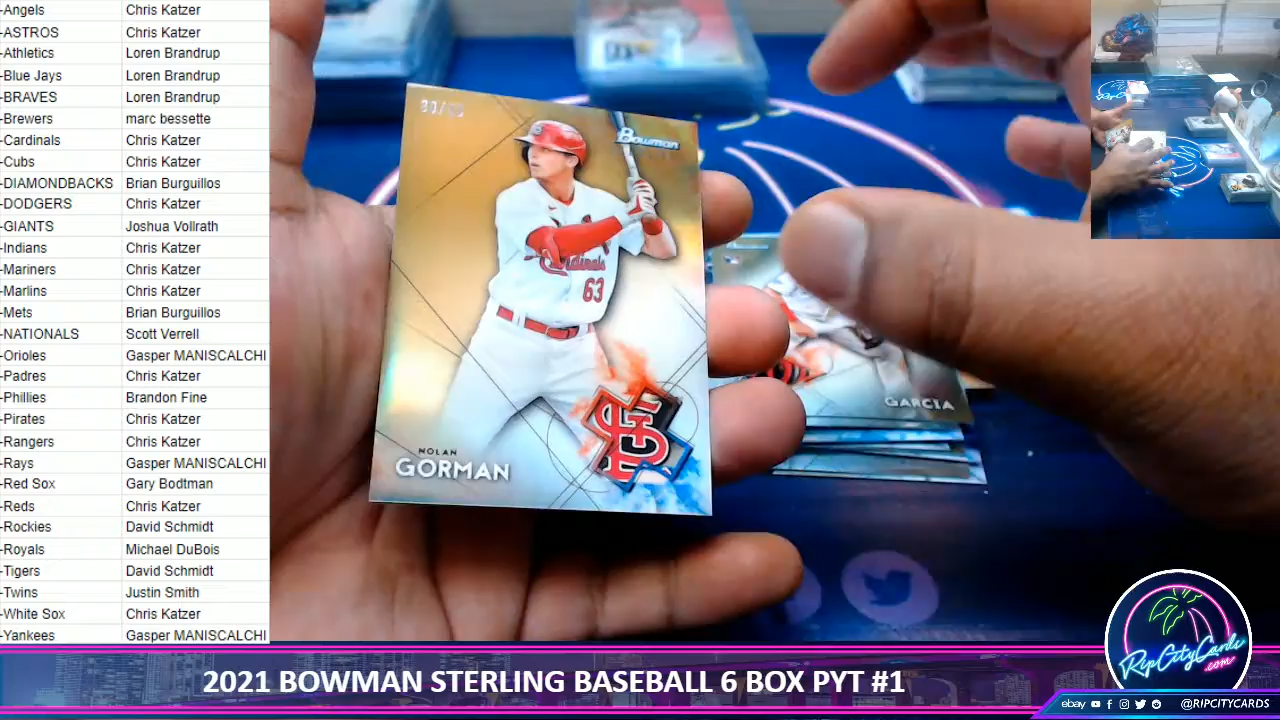 -Angels Chris Katzer
-ASTROS Chris Katzer
-Athletics Loren Brandrup
-Blue Jays Loren Brandrup
-BRAVES Loren Brandrup
-Brewers marc bessette
-Cardinals Chris Katzer
-Cubs Chris Katzer
-DIAMONDBACKS Brian Burguillos
-DODGERS Chris Katzer
-GIANTS Joshua Vollrath
-Indians Chris Katzer
-Mariners Chris Katzer
-Marlins Chris Katzer
-Mets Brian Burguillos
-NATIONALS Scott Verrell
-Orioles Gasper MANISCALCHI
-Padres Chris Katzer
-Phillies Brandon Fine
-Pirates Chris Katzer
-Rangers Chris Katzer
-Rays Gasper MANISCALCHI
-Red Sox Gary Bodtman
-Reds Chris Katzer
-Rockies David Schmidt
-Royals Michael DuBois
-Tigers David Schmidt
-Twins Justin Smith
-White Sox Chris Katzer
-Yankees Gasper MANISCALCHI
Bowman
Cardinals
63
NOLAN
GORMAN
GARCIA
RipCityCards
.com
2021 BOWMAN STERLING BASEBALL 6 BOX PYT #1
ebay @RIPCITYCARDS